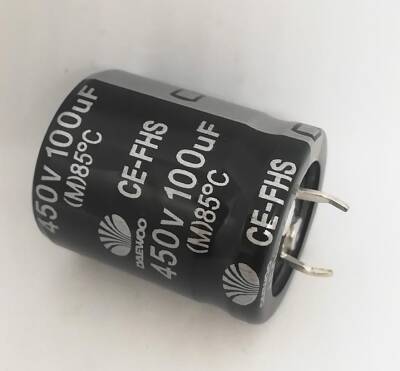 450V 100uF
(M)85°C
CE-FHS
DAEWOO
450V 100uF
(M)85°C
CE-FHS